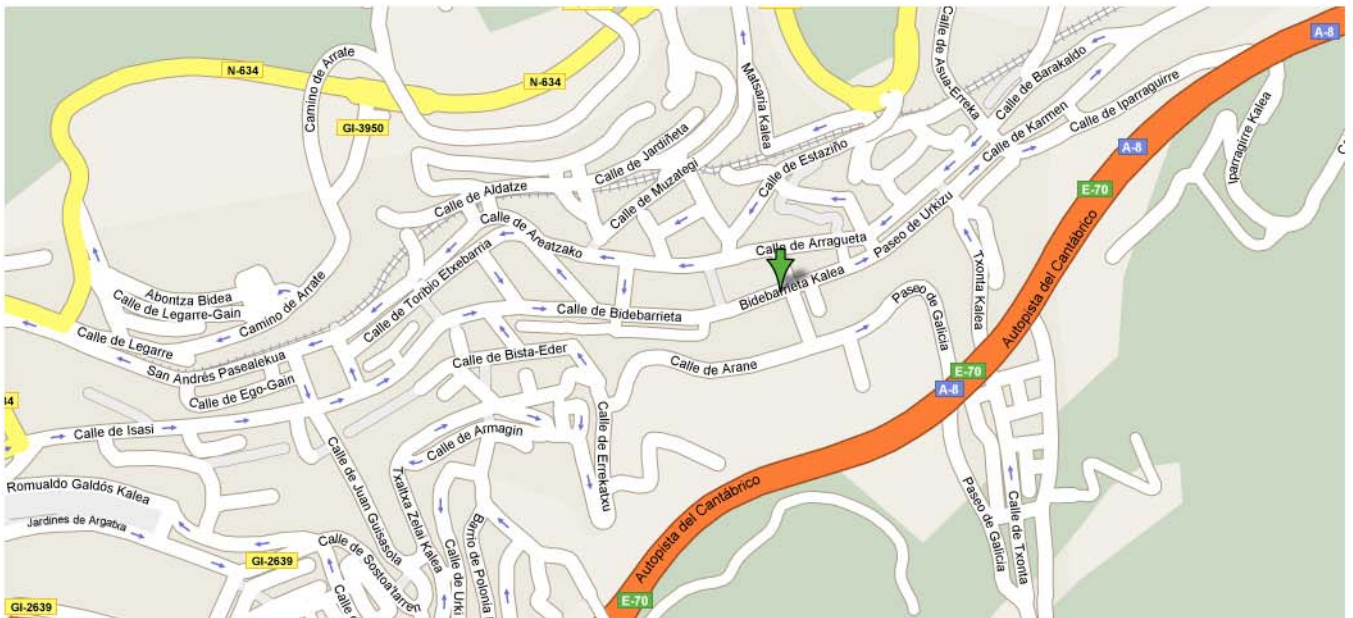 A-8
N-634
N-634
Camino de Arrate
GI-3950
Matsaria Kalea
Calle de Asua-Erreka
Calle de Barakaldo
Calle de Karmen
Calle de Iparraguirre
A-8
Iparragirre Kalea
E-70
Calle de Jardiñeta
Calle de Estaziño
Calle de Muzategi
Calle de Aldatze
Calle de Areatzako
Calle de Arragueta
Paseo de Urkizu
Calle de Toribio Etxebarria
Bidebarrieta Kalea
Txonta Kalea
Autopista del Cantábrico
Abontza Bidea
Calle de Legarre-Gain
Camino de Arrate
Calle de Bidebarrieta
Paseo de Galicia
Calle de Legarre
San Andrés Pasealekua
Calle de Bista-Eder
Calle de Arane
E-70
A-8
Calle de Ego-Gain
Calle de Isasi
Calle de Armagin
Calle de Errekatxu
Calle de Juan Guisasola
Txaltxa Zelai Kalea
Romualdo Galdós Kalea
Jardines de Argatxa
Autopista del Cantábrico
Paseo de Galicia
Calle de Txonta
Calle de Sostoa'tarren
Calle de Urki
Barrio de Polonia
GI-2639
GI-2639
E-70